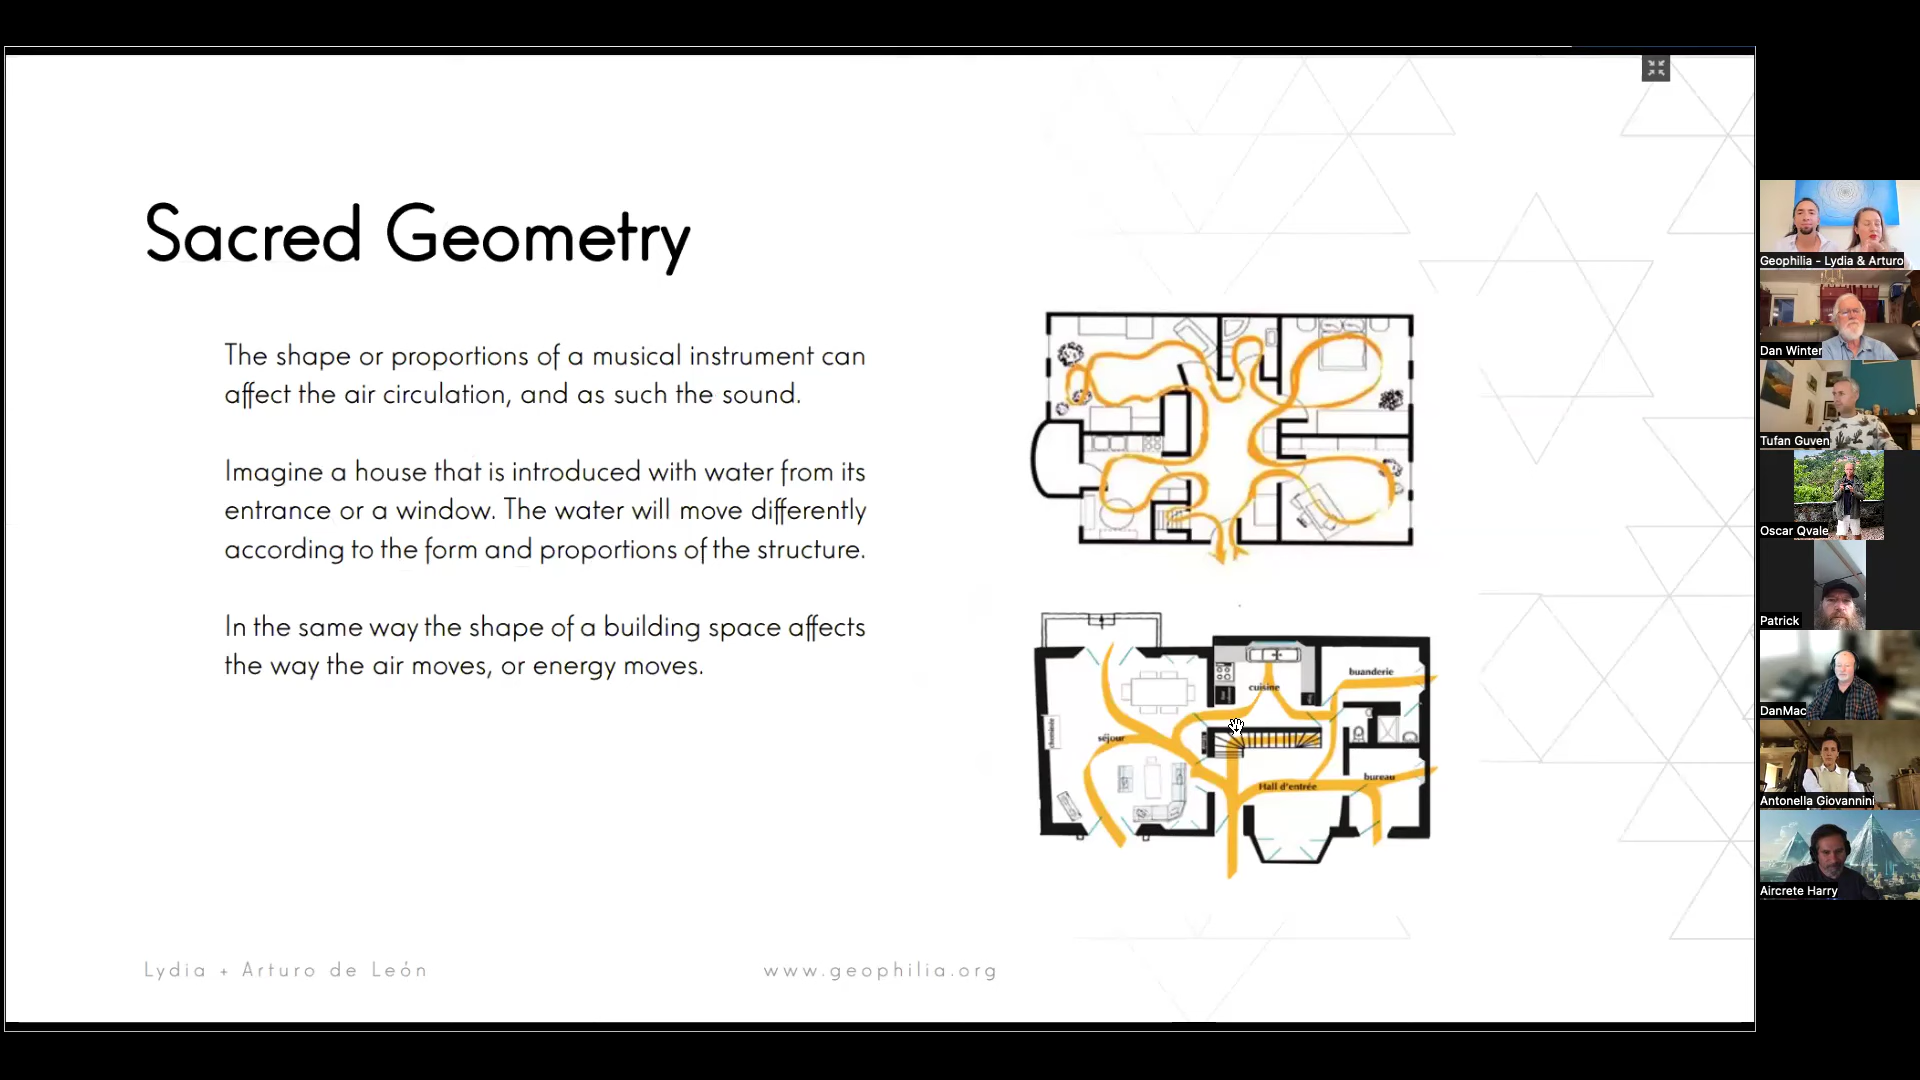 Sacred Geometry
The shape or proportions of a musical instrument can
affect the air circulation, and as such the sound.
Imagine a house that is introduced with water from its
entrance or a window. The water will move differently
according to the form and proportions of the structure.
In the same way the shape of a building space affects
the way the air moves, or energy moves.
buanderie
cuisine
séjour
cheminée
Hall d'entrée
bureau
Lydia + Arturo de León
www.geophilia.org
Geophilia - Lydia & Arturo
Dan Winter
Tufan Guven
Oscar Qvale
Patrick
DanMac
Antonella Giovannini
Aircrete Harry